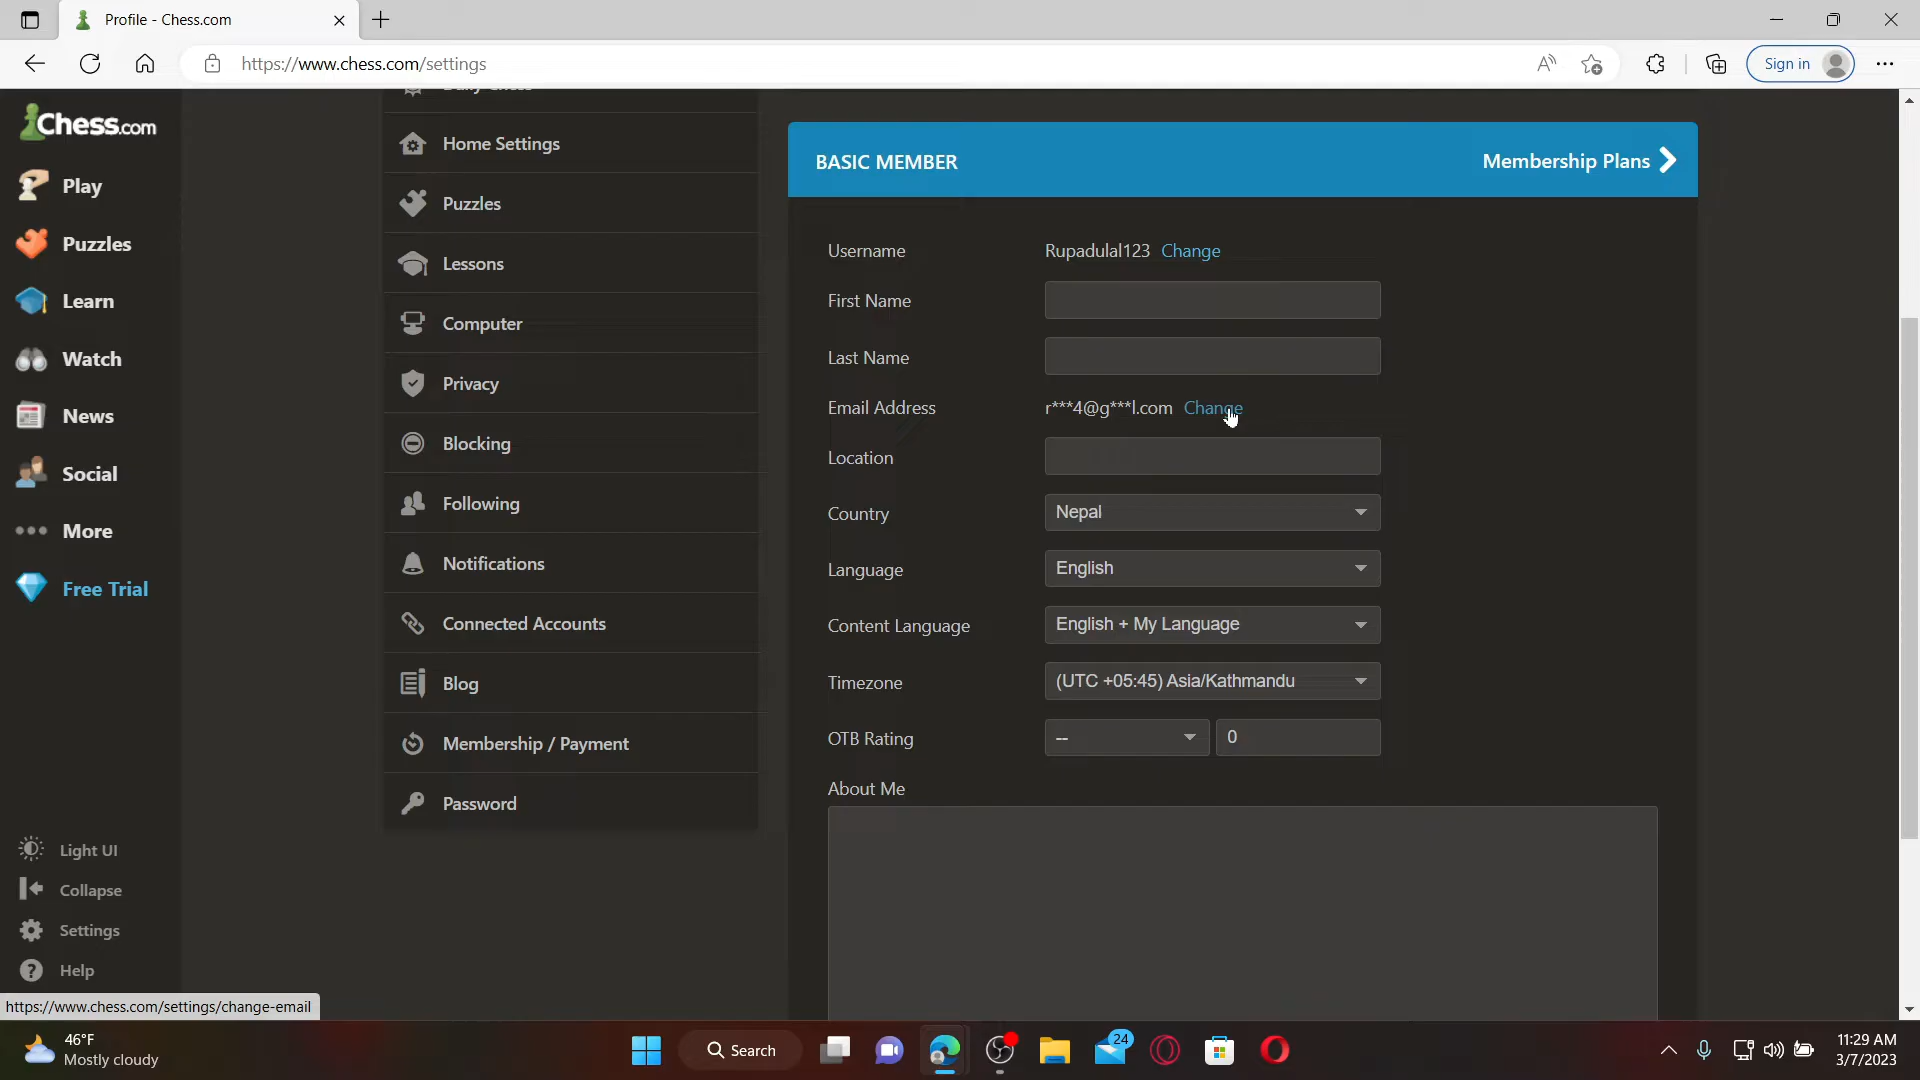 Profile - Chess.com
https://www.chess.com/settings
Sign in
Chess.com
Play
Puzzles
Learn
Watch
News
Social
More
Free Trial
Light UI
Collapse
Settings
Help
Daily Chess
Home Settings
Puzzles
Lessons
Computer
Privacy
Blocking
Following
Notifications
Connected Accounts
Blog
Membership / Payment
Password
BASIC MEMBER
Membership Plans
Username Rupadulal123 Change
First Name
Last Name
Email Address r***4@g***l.com Change
Location
Country Nepal
Language English
Content Language English + My Language
Timezone (UTC +05:45) Asia/Kathmandu
OTB Rating -- 0
About Me
https://www.chess.com/settings/change-email
46°F
Mostly cloudy
Search
24
11:29 AM
3/7/2023